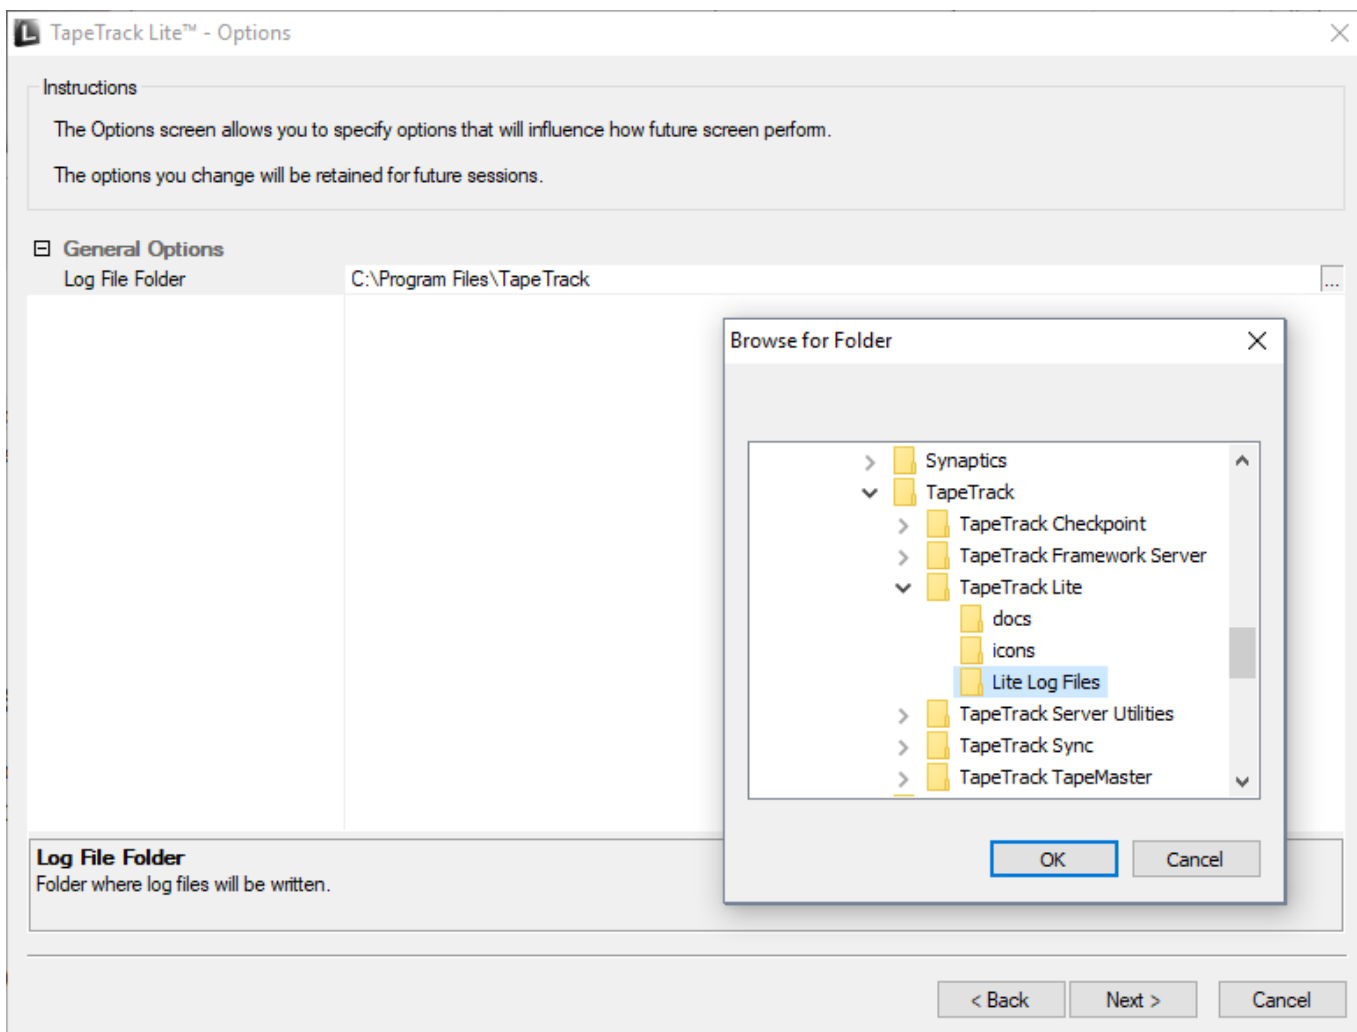 TapeTrack Lite™ - Options
Instructions
The Options screen allows you to specify options that will influence how future screen perform.
The options you change will be retained for future sessions.
General Options
Log File Folder
C:\Program Files\TapeTrack
...
Browse for Folder
Synaptics
TapeTrack
TapeTrack Checkpoint
TapeTrack Framework Server
TapeTrack Lite
docs
icons
Lite Log Files
TapeTrack Server Utilities
TapeTrack Sync
TapeTrack TapeMaster
OK
Cancel
Log File Folder
Folder where log files will be written.
< Back
Next >
Cancel